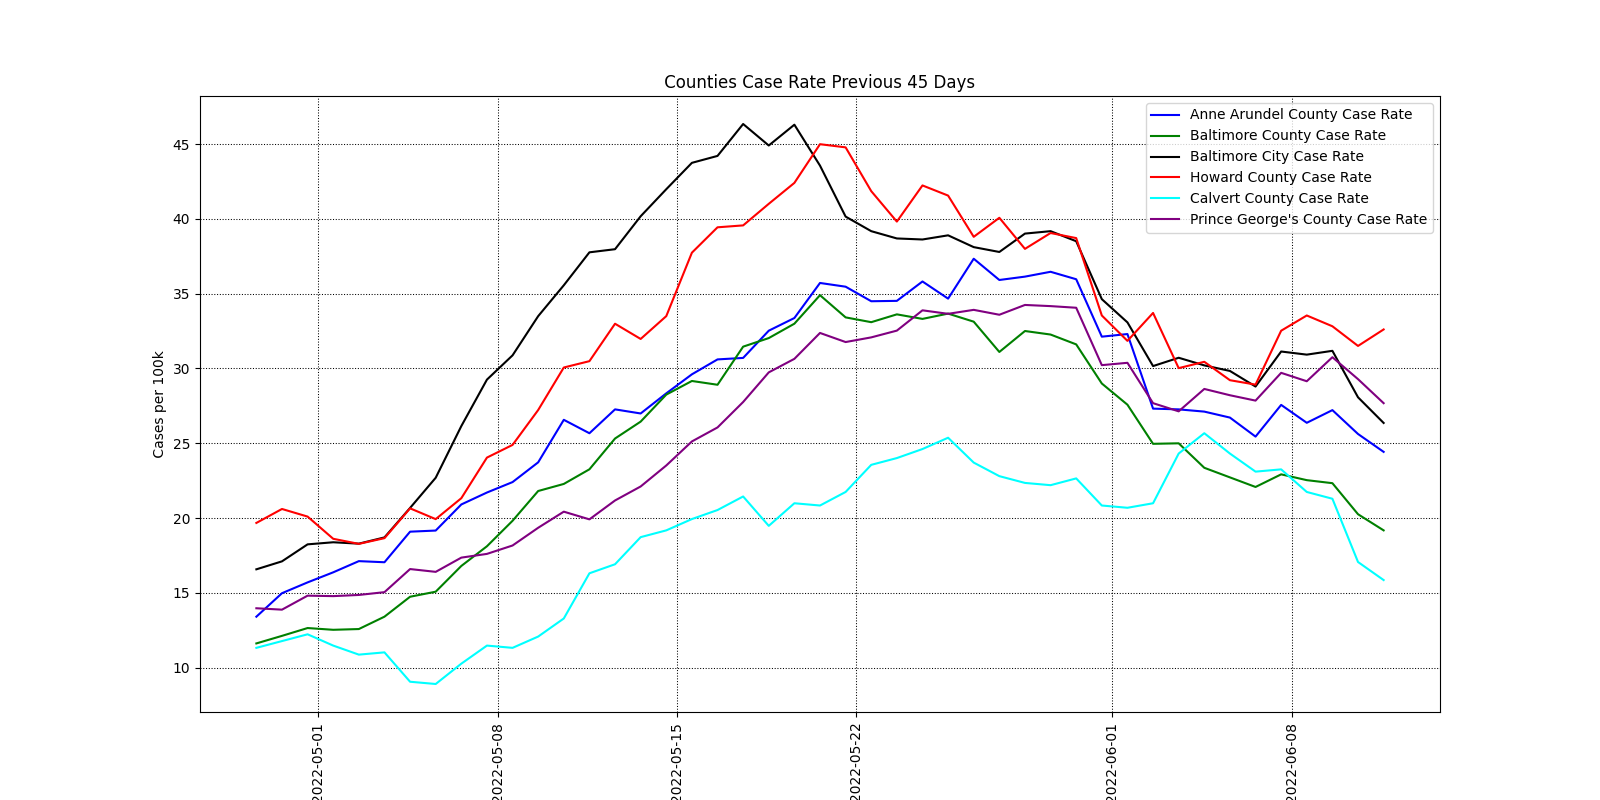 Counties Case Rate Previous 45 Days
Anne Arundel County Case Rate
Baltimore County Case Rate
Baltimore City Case Rate
Howard County Case Rate
Calvert County Case Rate
Prince George's County Case Rate
Cases per 100k
45
40
35
30
25
20
15
10
2022-05-01
2022-05-08
2022-05-15
2022-05-22
2022-06-01
2022-06-08